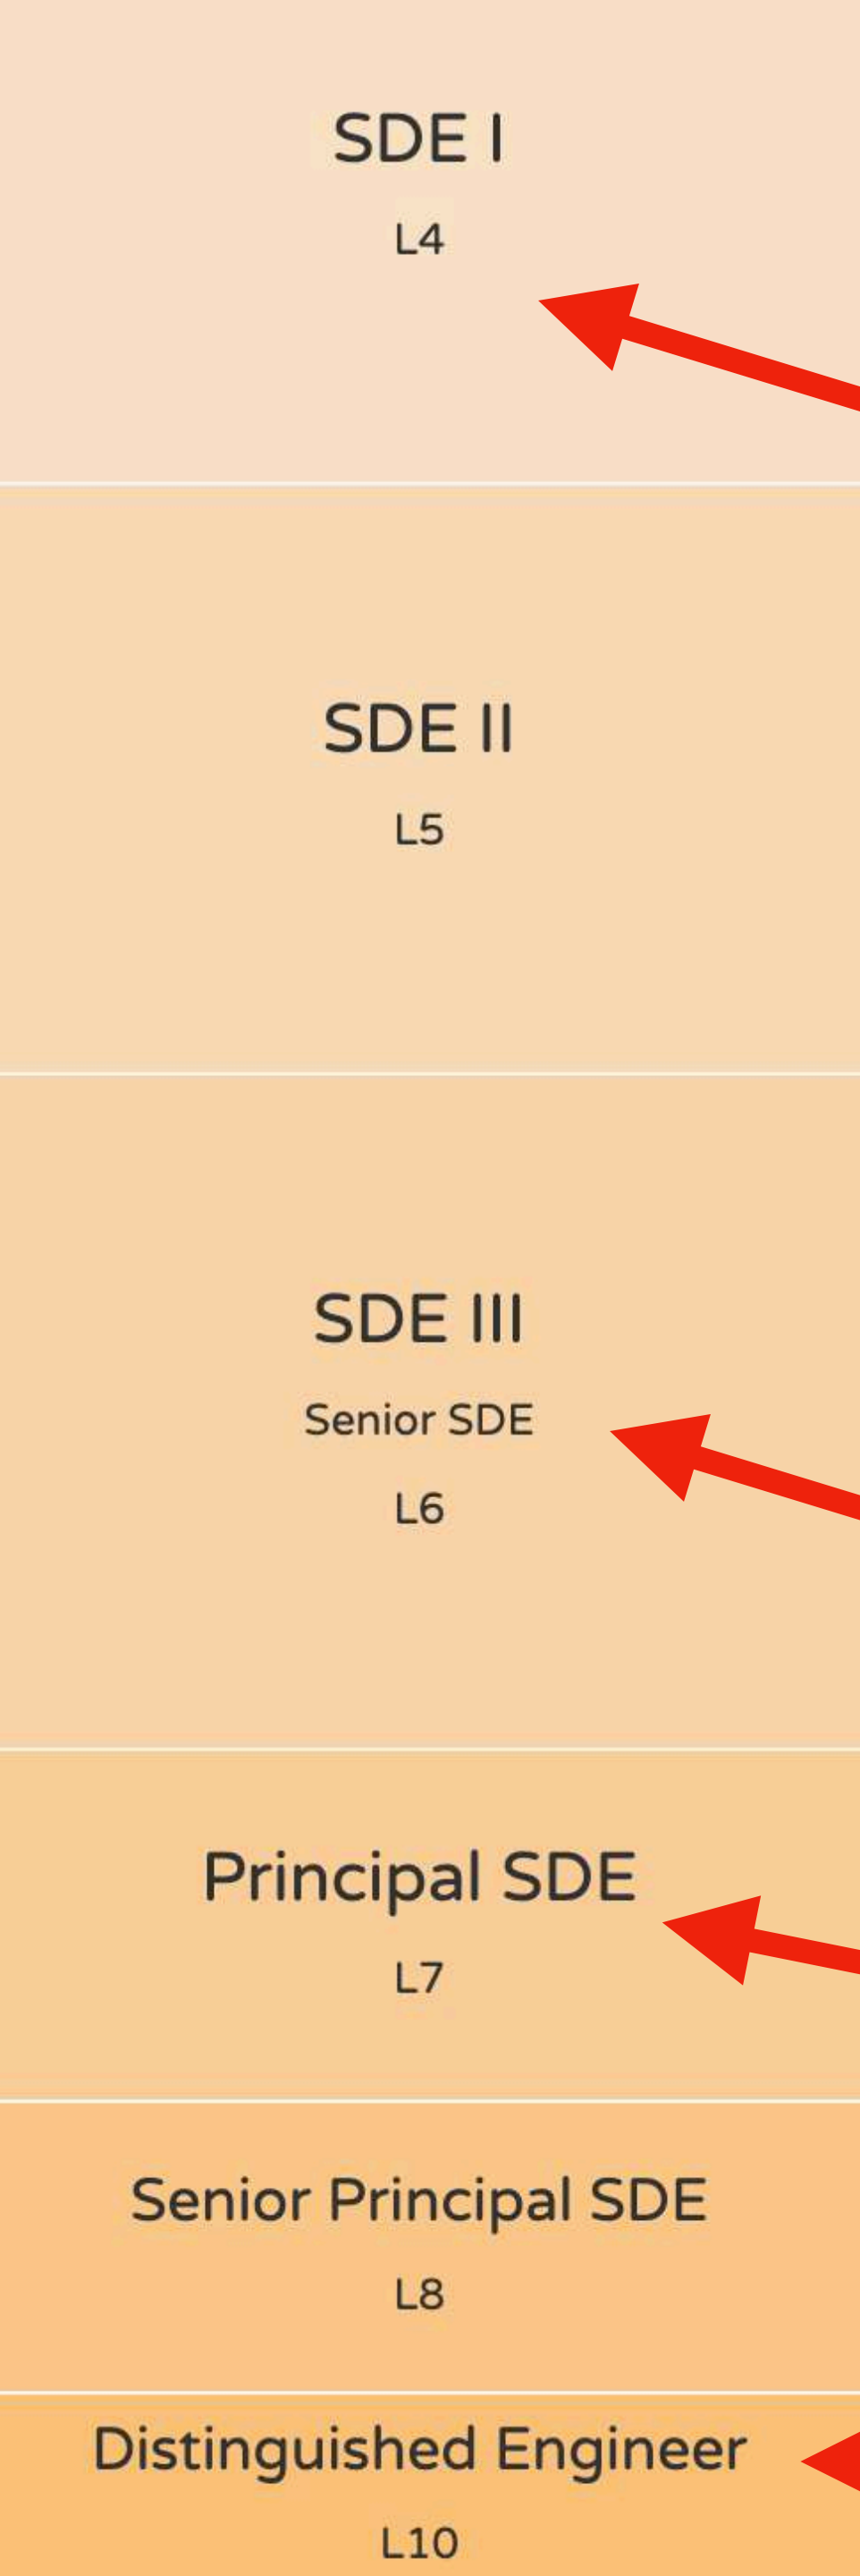 SDE I
L4
SDE II
L5
SDE III
Senior SDE
L6
Principal SDE
L7
Senior Principal SDE
L8
Distinguished Engineer
L10